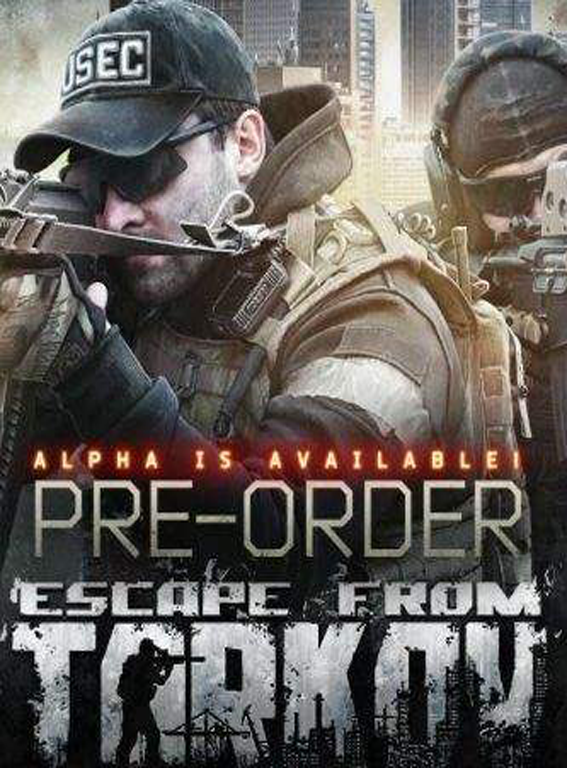 USEC
ALPHA IS AVAILABLE!
PRE-ORDER
ESCAPE FROM
TARKOV